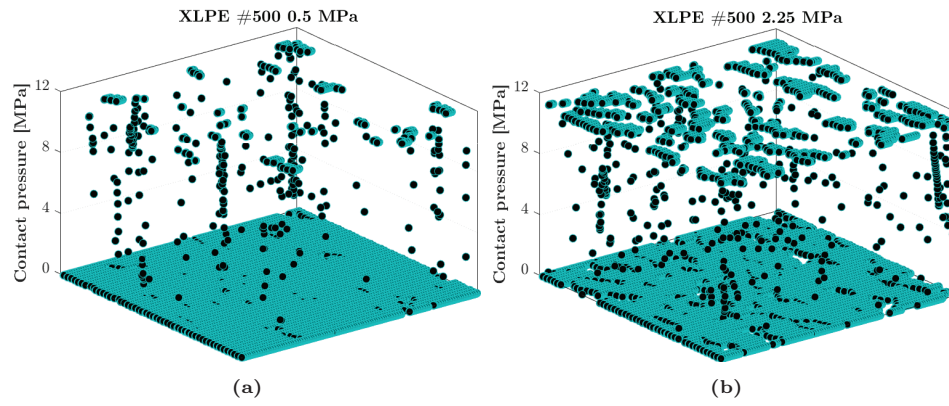 XLPE #500 0.5 MPa
Contact pressure [MPa]
12
8
4
0
(a)
XLPE #500 2.25 MPa
Contact pressure [MPa]
12
8
4
0
(b)